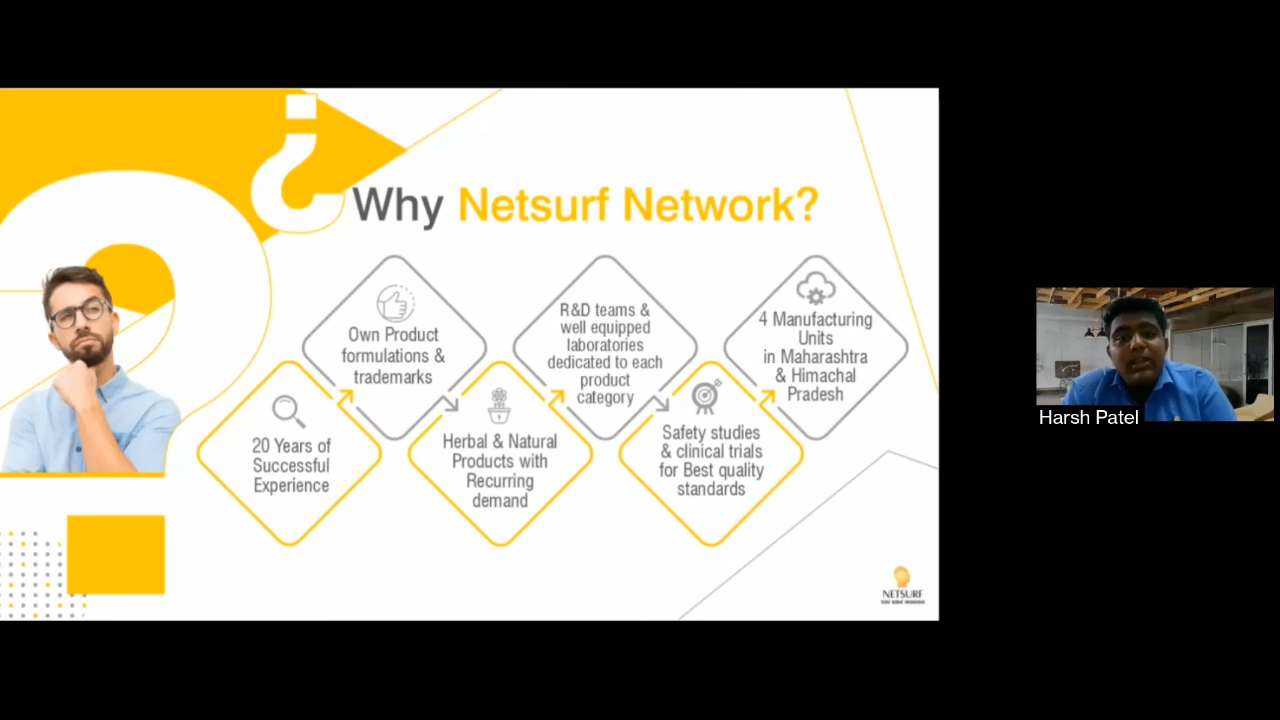 Why Netsurf Network?
20 Years of
Successful
Experience
Own Product
formulations &
trademarks
Herbal & Natural
Products with
Recurring
demand
R&D teams &
well equipped
laboratories
dedicated to each
product
category
Safety studies
& clinical trials
for Best quality
standards
4 Manufacturing
Units
in Maharashtra
& Himachal
Pradesh
NETSURF
Harsh Patel